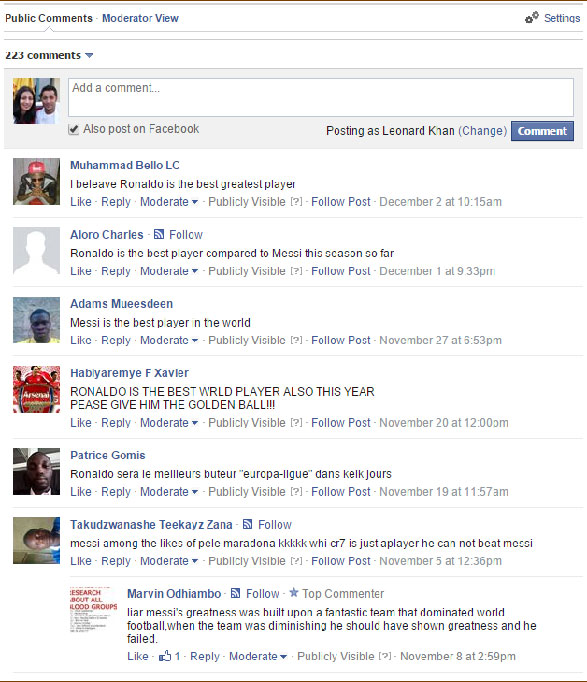 Public Comments · Moderator View Settings
223 comments
Add a comment...
Also post on Facebook Posting as Leonard Khan (Change) Comment
Muhammad Bello LC
I beleave Ronaldo is the best greatest player
Like · Reply · Moderate · Publicly Visible [?] · Follow Post · December 2 at 10:15am
Aloro Charles · Follow
Ronaldo is the best player compared to Messi this season so far
Like · Reply · Moderate · Publicly Visible [?] · Follow Post · December 1 at 9:33pm
Adams Mueesdeen
Messi is the best player in the world
Like · Reply · Moderate · Publicly Visible [?] · Follow Post · November 27 at 6:53pm
Habiyaremye F Xavier
RONALDO IS THE BEST WRLD PLAYER ALSO THIS YEAR
PEASE GIVE HIM THE GOLDEN BALL!!!
Like · Reply · Moderate · Publicly Visible [?] · Follow Post · November 20 at 12:00pm
Arsenal
Patrice Gomis
Ronaldo sera le meilleurs buteur "europa-ligue" dans kelk jours
Like · Reply · Moderate · Publicly Visible [?] · Follow Post · November 19 at 11:57am
Takudzwanashe Teekayz Zana · Follow
messi among the likes of pele maradona kkkkk whi cr7 is just aplayer he can not beat messi
Like · Reply · Moderate · Publicly Visible [?] · Follow Post · November 5 at 12:36pm
RESEARCH
ABOUT ALL
BLOOD GROUPS
Marvin Odhiambo · Follow · Top Commenter
liar messi's greatness was built upon a fantastic team that dominated world
football,when the team was diminishing he should have shown greatness and he
failed.
Like · 1 · Reply · Moderate · Publicly Visible [?] · November 8 at 2:59pm